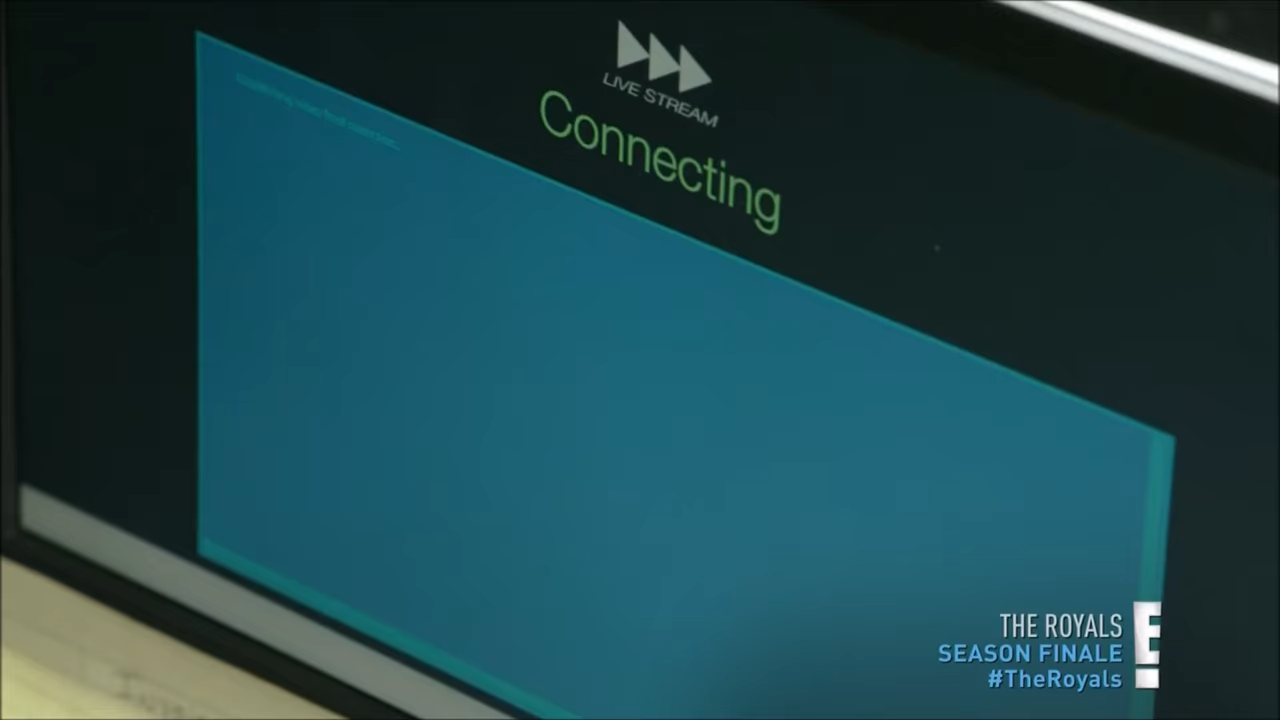 LIVE STREAM
Connecting
THE ROYALS
SEASON FINALE
#TheRoyals
E!